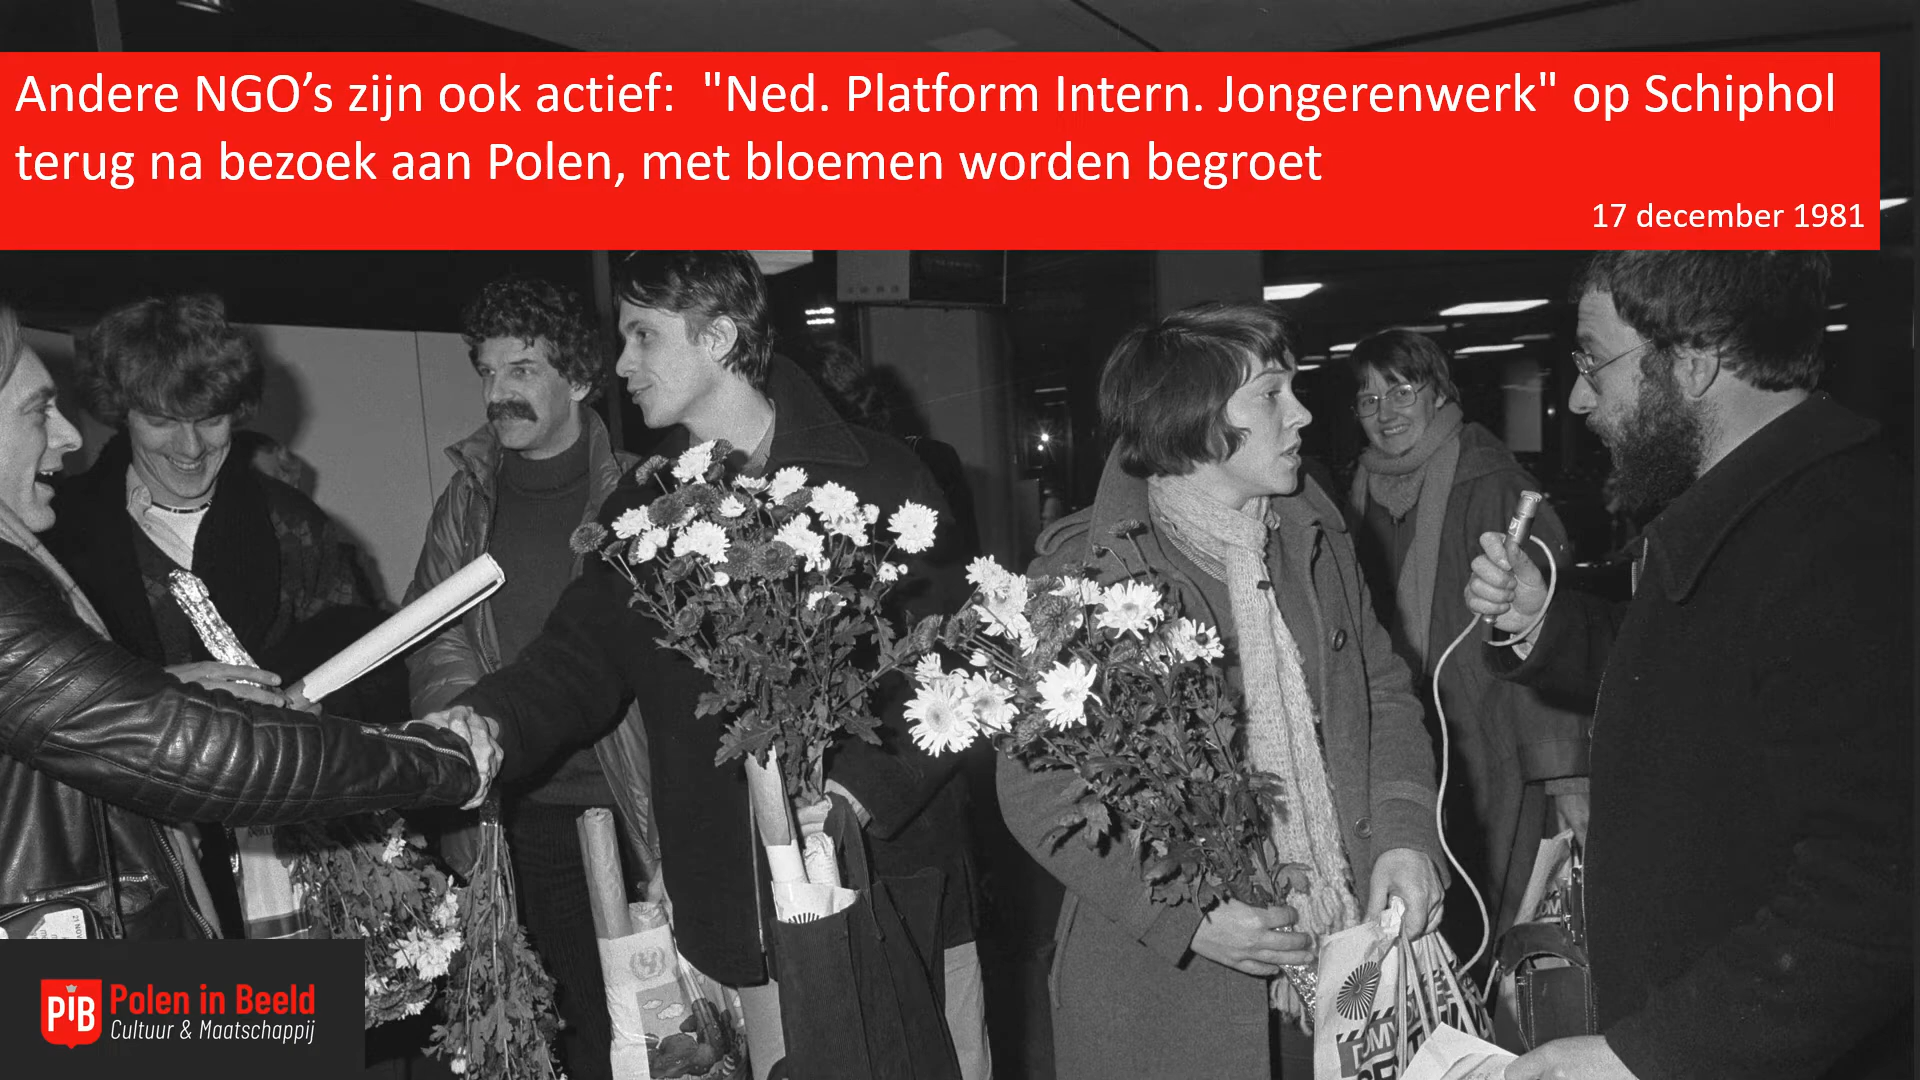 Andere NGO’s zijn ook actief:  "Ned. Platform Intern. Jongerenwerk" op Schiphol
terug na bezoek aan Polen, met bloemen worden begroet
17 december 1981
PiB Polen in Beeld
Cultuur & Maatschappij